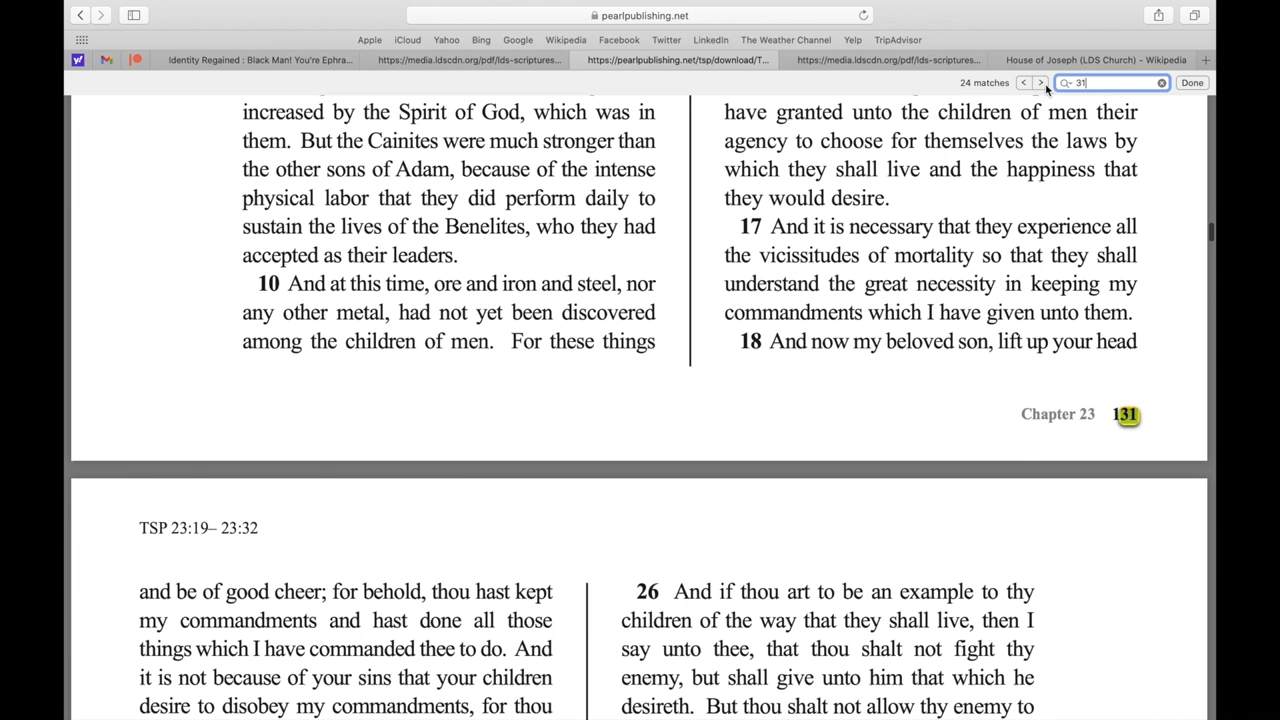 pearlpublishing.net
Apple iCloud Yahoo Bing Google Wikipedia Facebook Twitter LinkedIn The Weather Channel Yelp TripAdvisor
Identity Regained : Black Man! You're Ephra... https://media.ldscdn.org/pdf/lds-scriptures... https://pearlpublishing.net/tsp/download/T... https://media.ldscdn.org/pdf/lds-scriptures... House of Joseph (LDS Church) – Wikipedia
24 matches < > 31 Done
increased by the Spirit of God, which was in
them. But the Cainites were much stronger than
the other sons of Adam, because of the intense
physical labor that they did perform daily to
sustain the lives of the Benelites, who they had
accepted as their leaders.
10 And at this time, ore and iron and steel, nor
any other metal, had not yet been discovered
among the children of men. For these things
have granted unto the children of men their
agency to choose for themselves the laws by
which they shall live and the happiness that
they would desire.
17 And it is necessary that they experience all
the vicissitudes of mortality so that they shall
understand the great necessity in keeping my
commandments which I have given unto them.
18 And now my beloved son, lift up your head
Chapter 23 131
TSP 23:19– 23:32
and be of good cheer; for behold, thou hast kept
my commandments and hast done all those
things which I have commanded thee to do. And
it is not because of your sins that your children
desire to disobey my commandments, for thou
26 And if thou art to be an example to thy
children of the way that they shall live, then I
say unto thee, that thou shalt not fight thy
enemy, but shall give unto him that which he
desireth. But thou shalt not allow thy enemy to